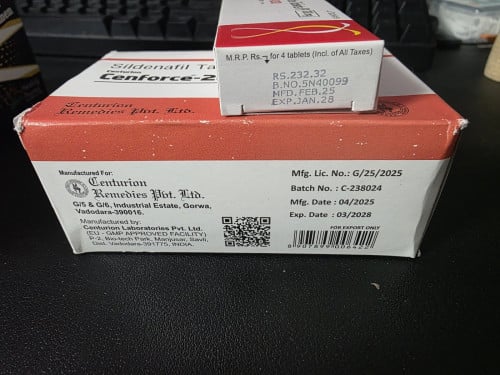 M.R.P. Rs. for 4 tablets (Incl. of All Taxes)
RS.232.32
B.NO.5N40099
MFD.FEB.25
EXP.JAN.28
Sildenafil Ta
Centurion
Cenforce-2
Centurion
Remedies Pvt. Ltd.
Manufactured For:
Centurion
Remedies Pvt. Ltd.
G/5 & G/6, Industrial Estate, Gorwa,
Vadodara-390016.
Manufactured by:
Centurion Laboratories Pvt. Ltd.
(EU - GMP APPROVED FACILITY)
P-2, Bio-tech Park, Manjusar, Savli,
Dist. Vadodara-391775, INDIA.
Mfg. Lic. No.: G/25/2025
Batch No. : C-238024
Mfg. Date : 04/2025
Exp. Date : 03/2028
FOR EXPORT ONLY